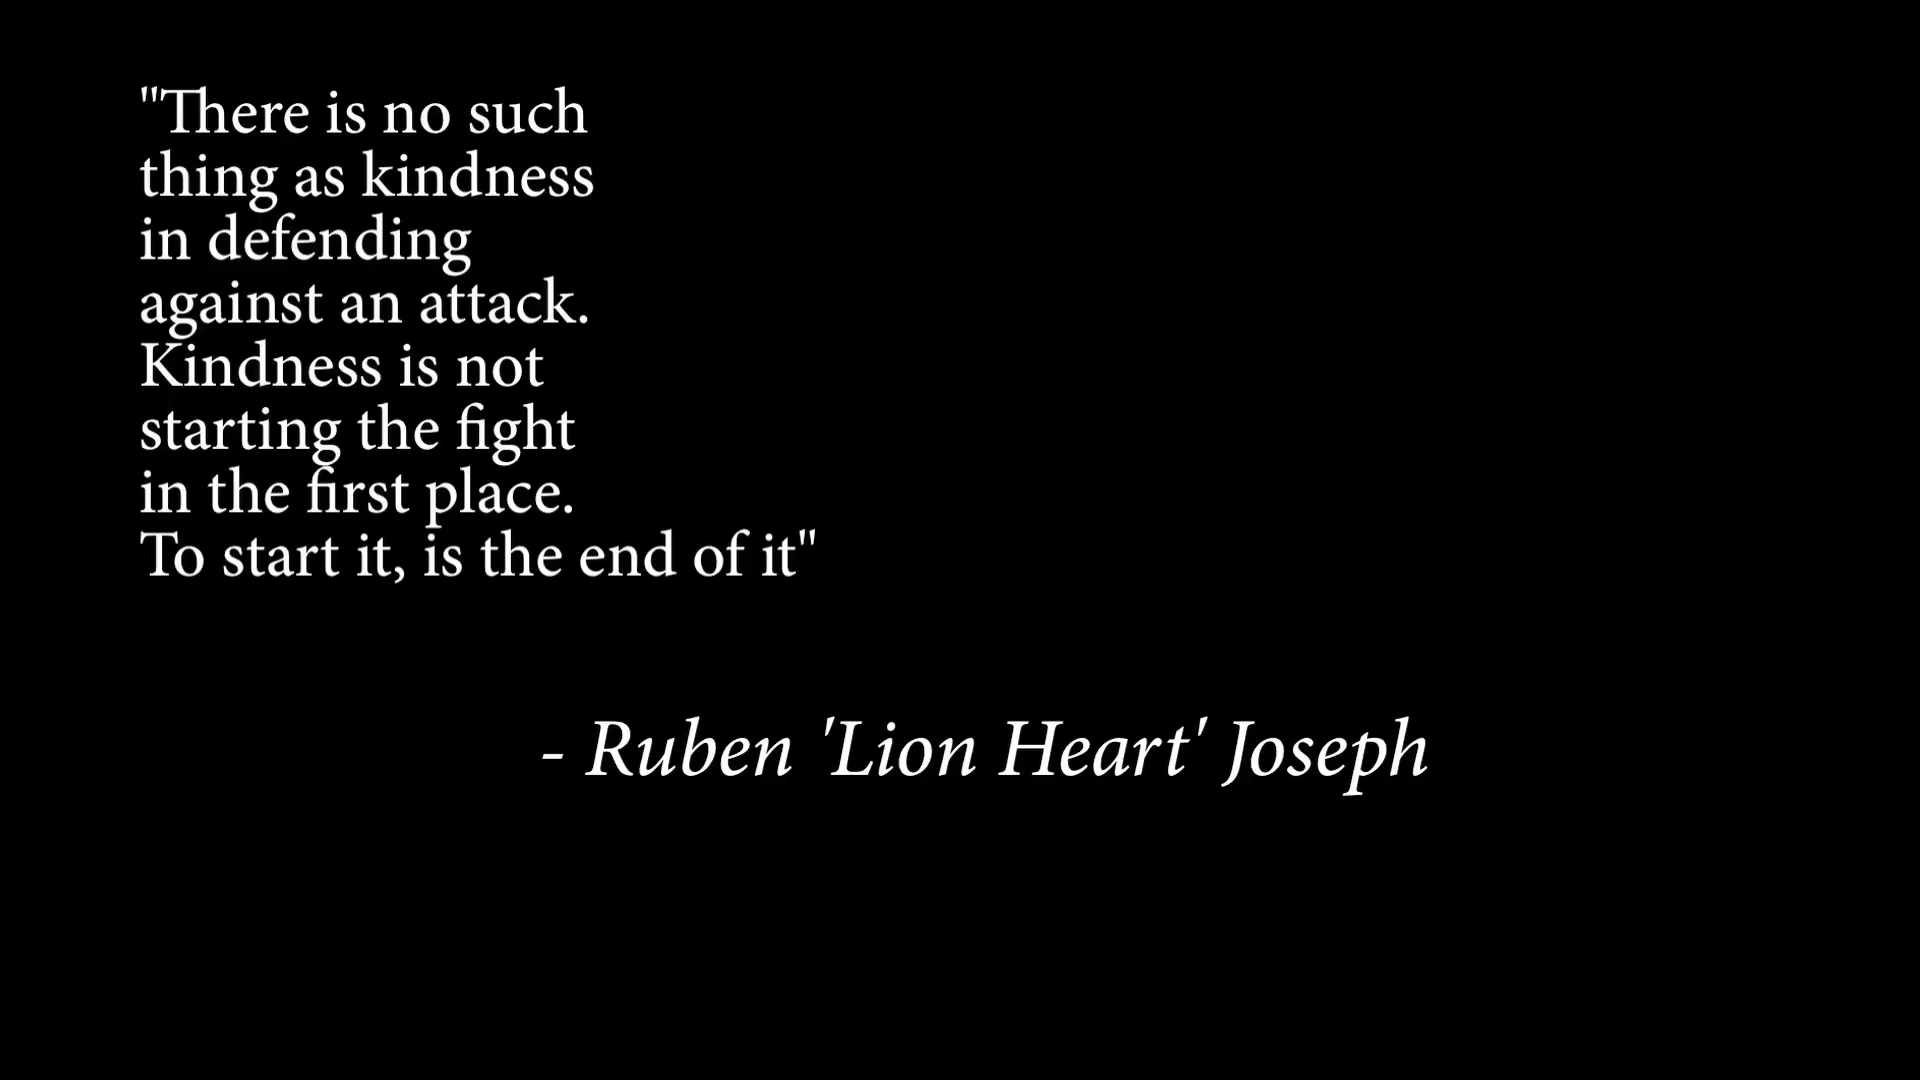 "There is no such
thing as kindness
in defending
against an attack.
Kindness is not
starting the fight
in the first place.
To start it, is the end of it"
- Ruben 'Lion Heart' Joseph